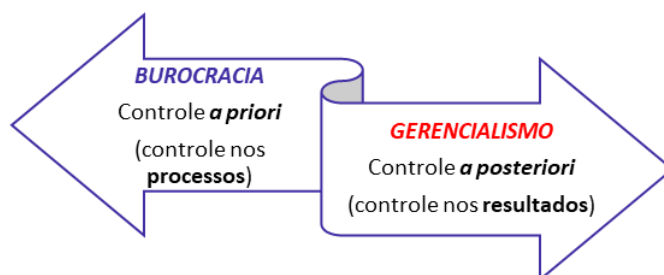 BUROCRACIA
Controle a priori
(controle nos
processos)
GERENCIALISMO
Controle a posteriori
(controle nos resultados)